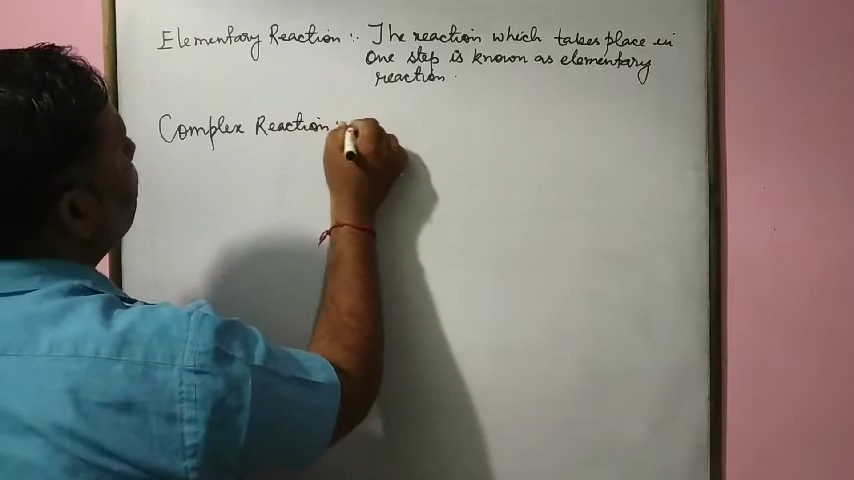 Elementary Reaction :- The reaction which takes place in
one step is known as elementary
reaction.
Complex Reaction :